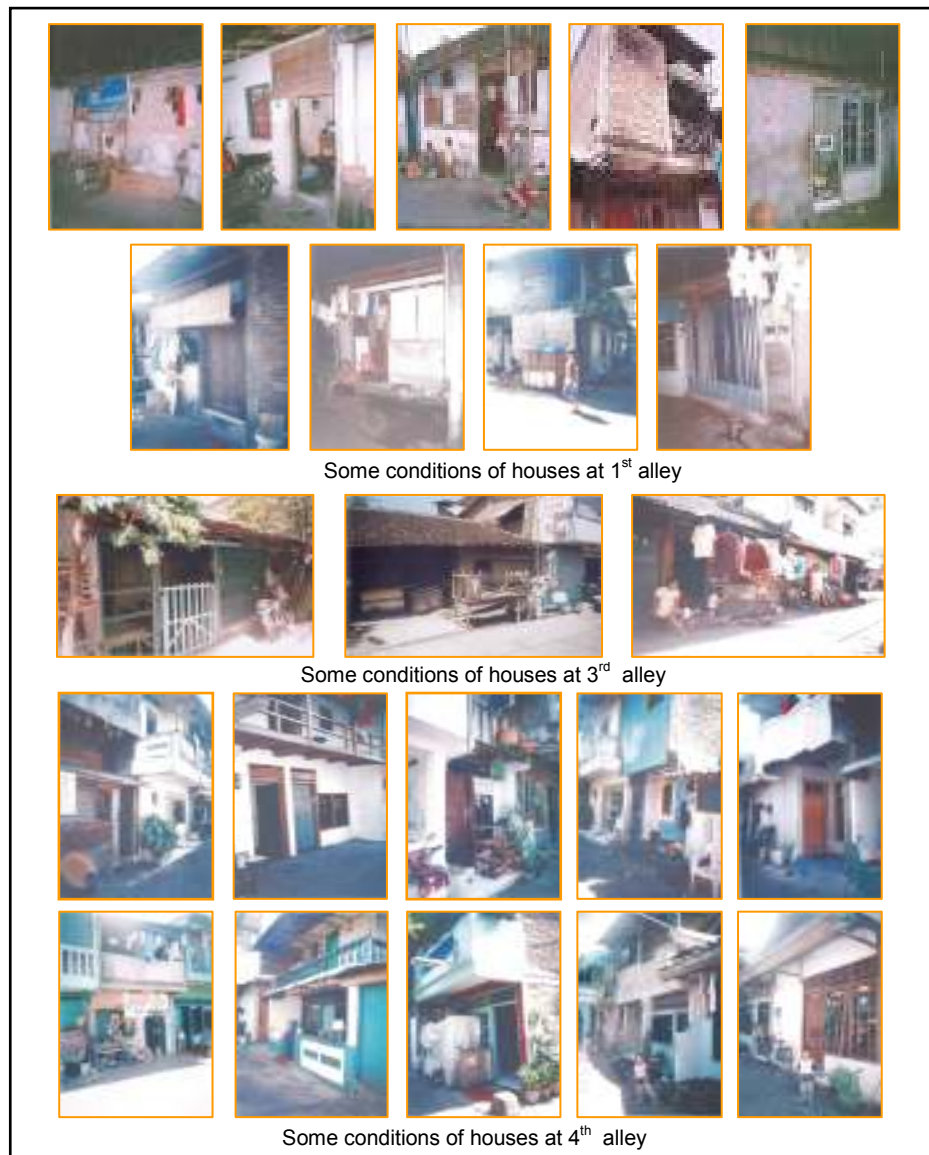 Some conditions of houses at 1st alley
Some conditions of houses at 3rd alley
Some conditions of houses at 4th alley